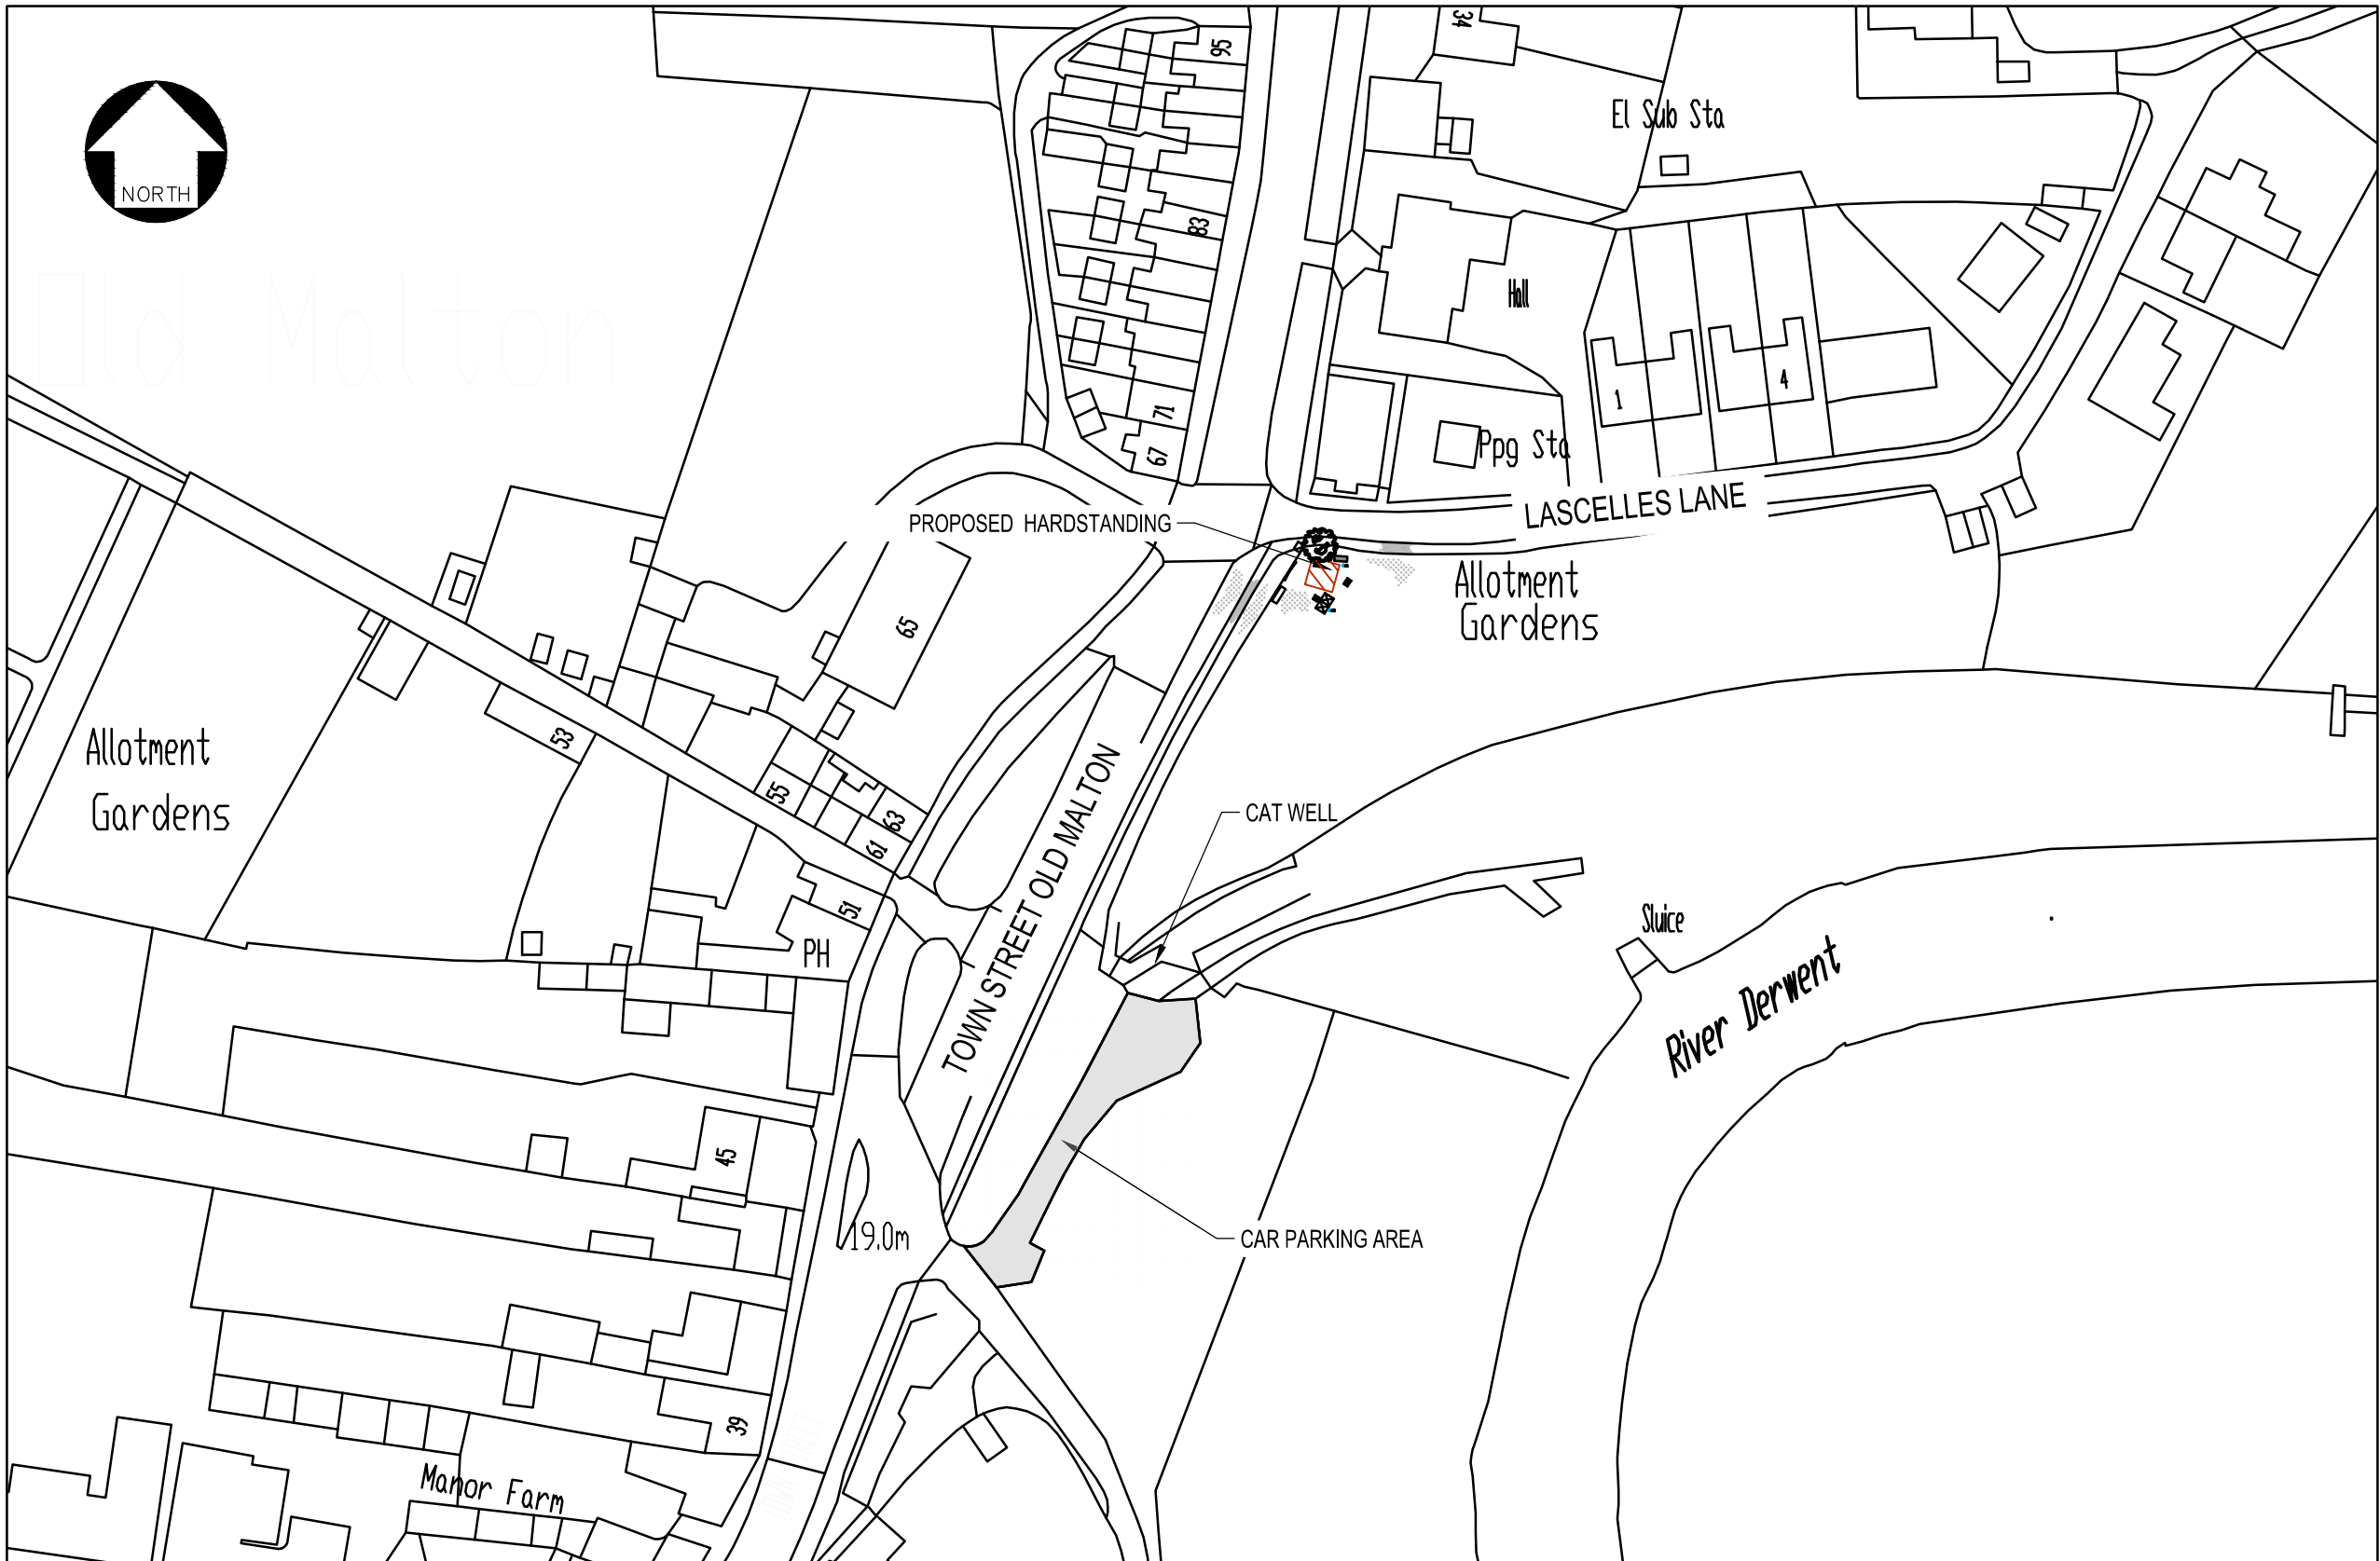 NORTH
Old Malton
95
34
El Sub Sta
83
Hall
1
4
71
67
Ppg Sta
PROPOSED HARDSTANDING
LASCELLES LANE
Allotment
Gardens
65
Allotment
Gardens
53
55
63
61
TOWN STREET OLD MALTON
CAT WELL
51
PH
Sluice
River Derwent
45
19.0m
CAR PARKING AREA
39
Manor Farm